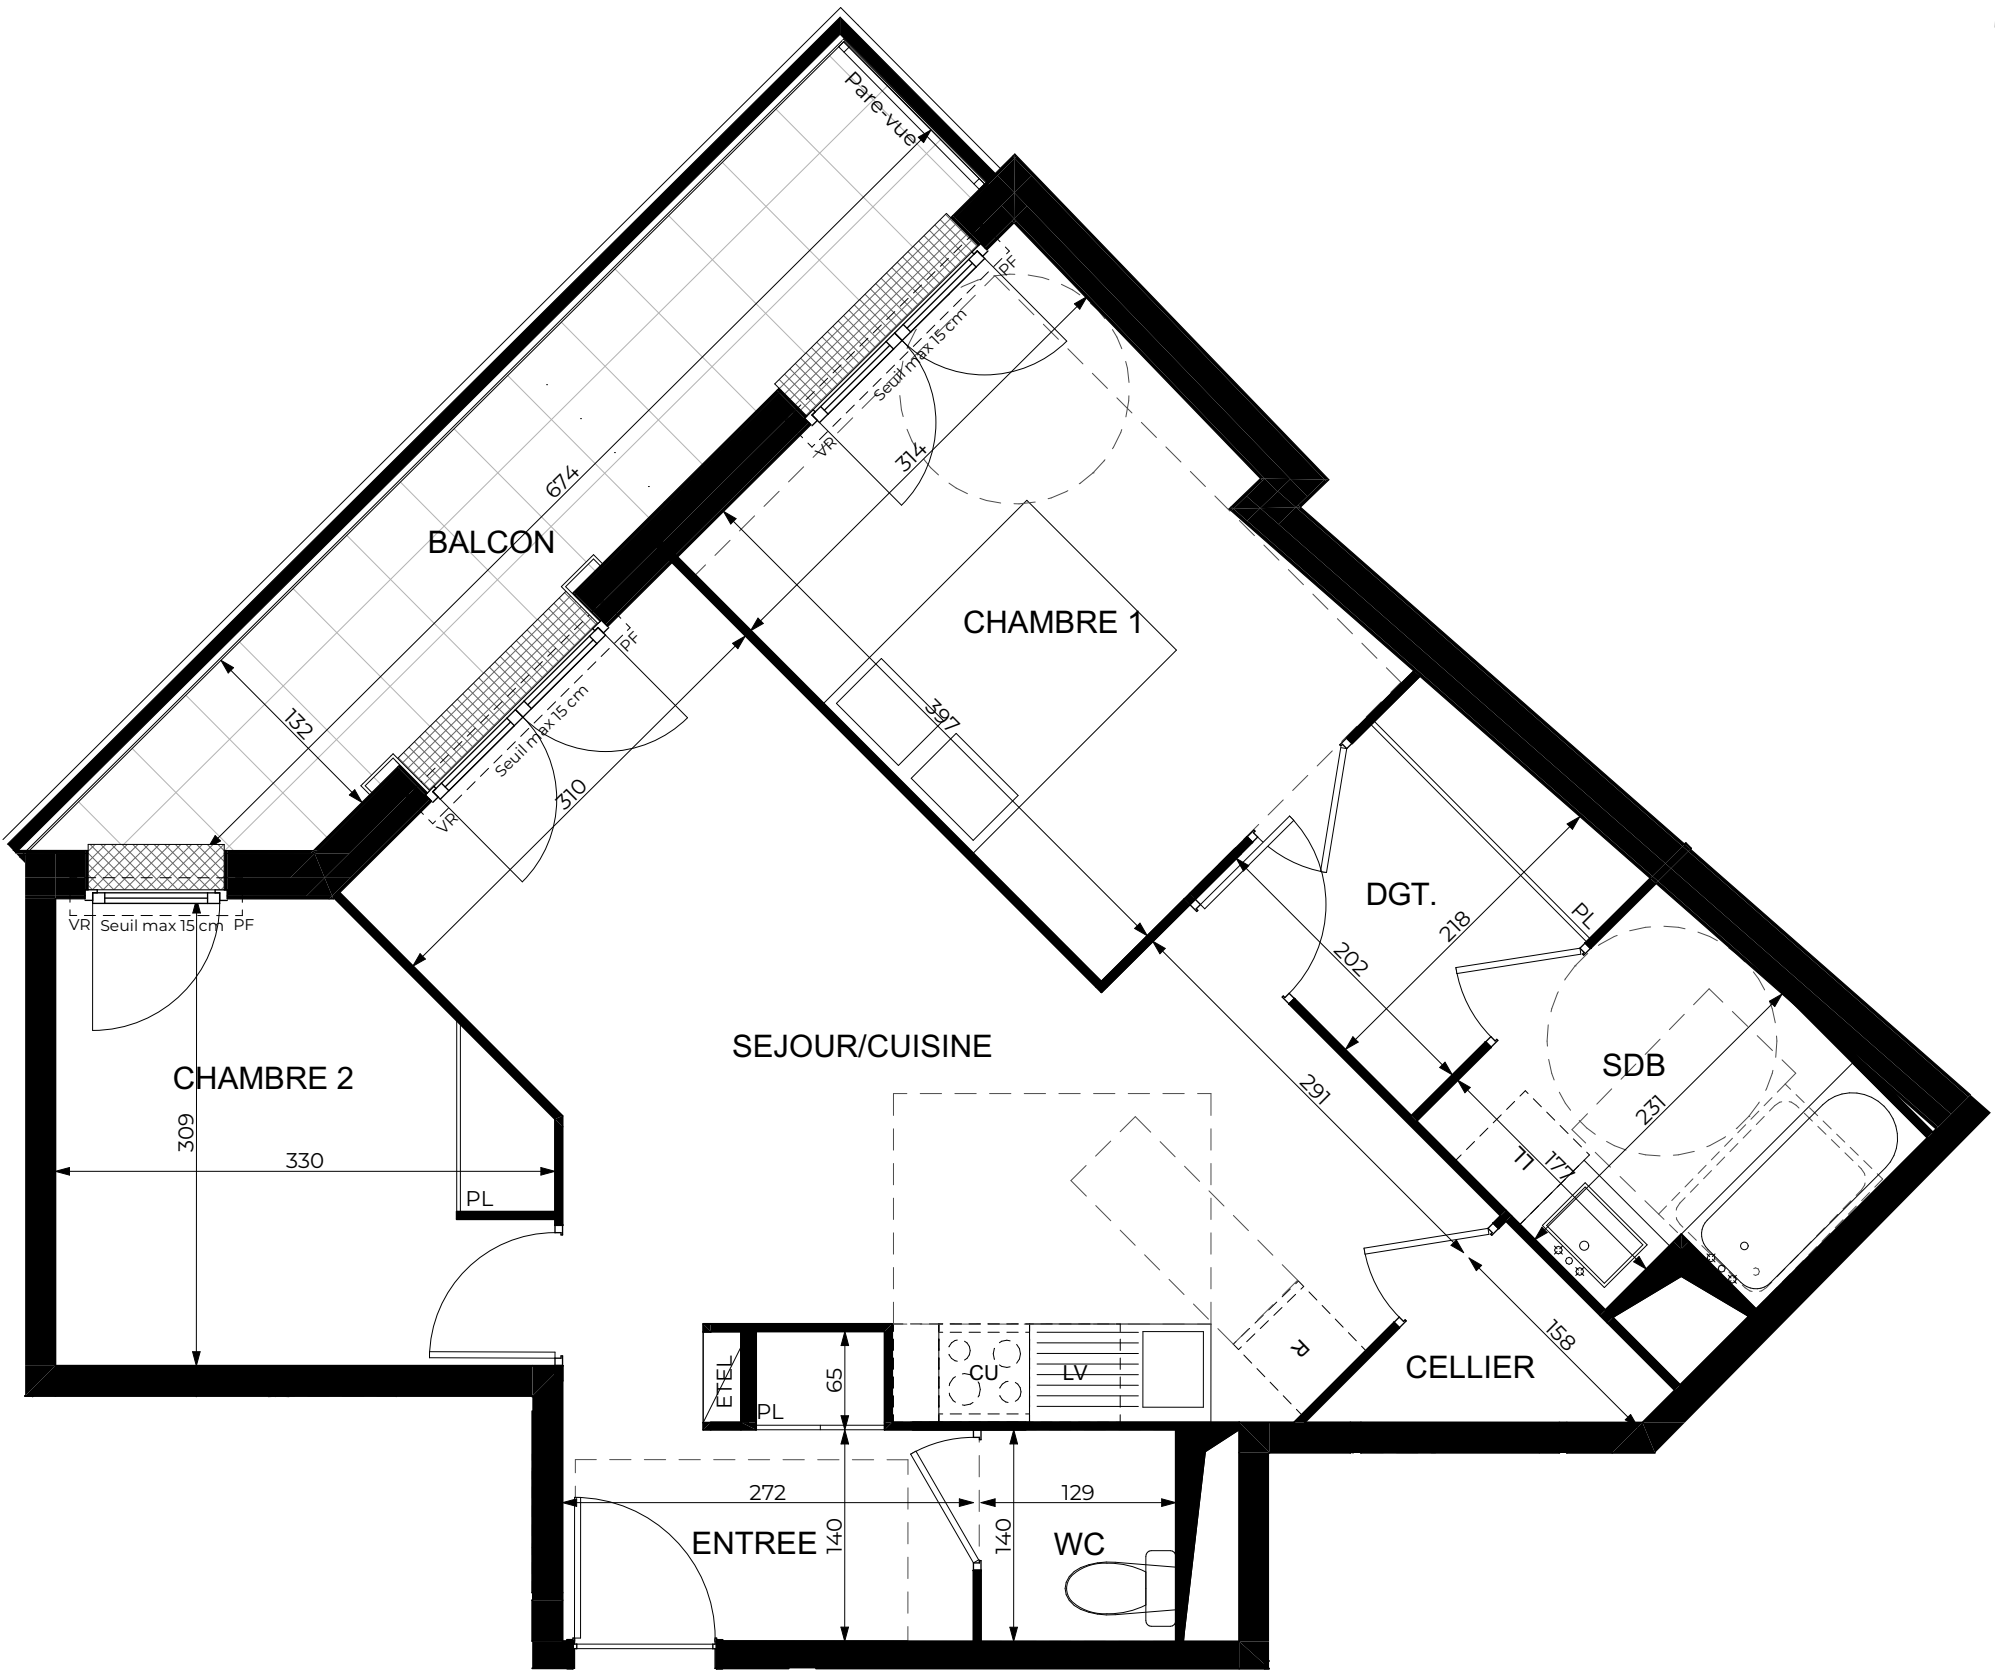 Pare-vue
PF
Seuil max 15 cm
VR
314
674
BALCON
CHAMBRE 1
PF
Seuil max 15 cm
VR
132
397
310
DGT.
PL
218
202
VR Seuil max 15 cm PF
SEJOUR/CUISINE
CHAMBRE 2
SDB
291
231
309
330
LL
177
PL
158
R
CELLIER
ETEL
65
CU
LV
PL
272
129
140
140
ENTREE
WC